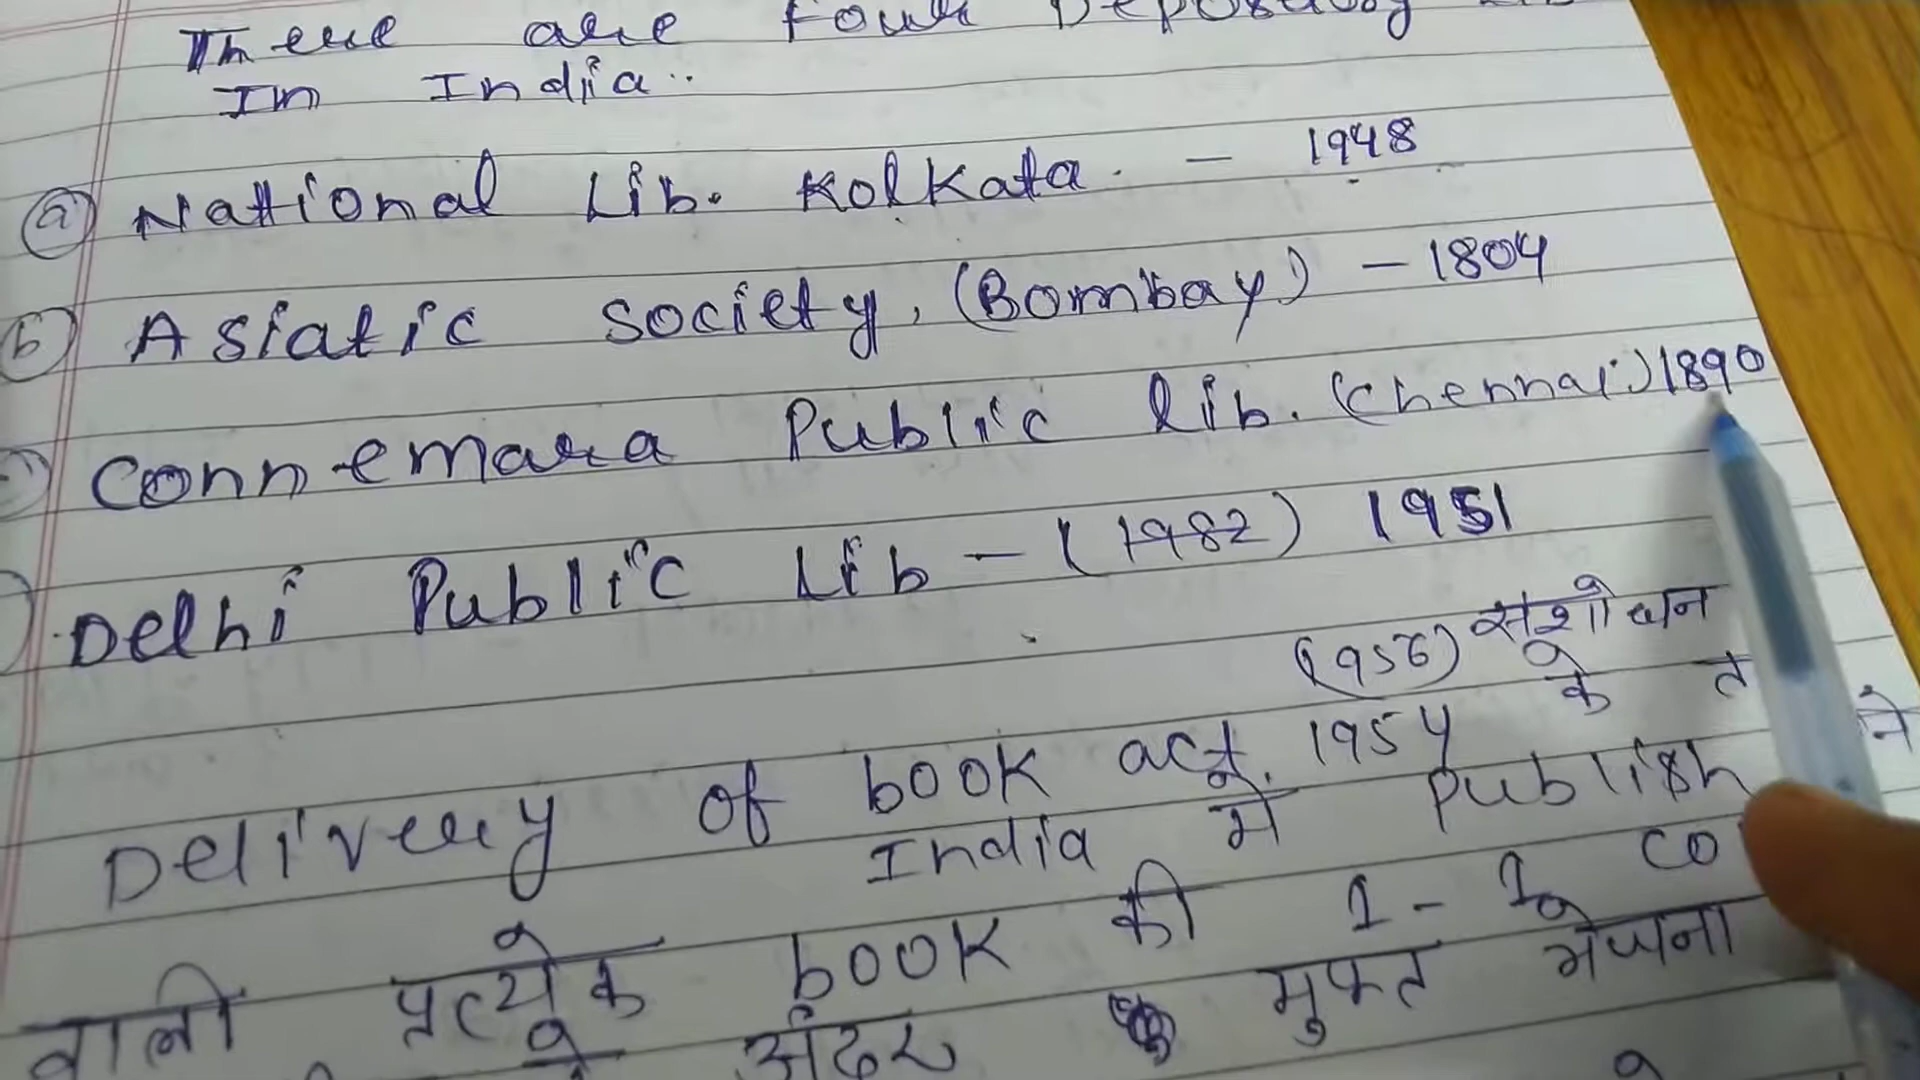 There are Four Depository
In India..
(a) National Lib. Kolkata. - 1948
(b) Asiatic society, (Bombay) - 1804
Connemara Public lib. (Chennai) 1890
Delhi Public Lib - (1982) 1951
(1956) संशोधन
के त
Delivery of book act, 1954
India में Publish
वाली प्रत्येक book की 1-1 co
के अंदर मुफ्त भेजना